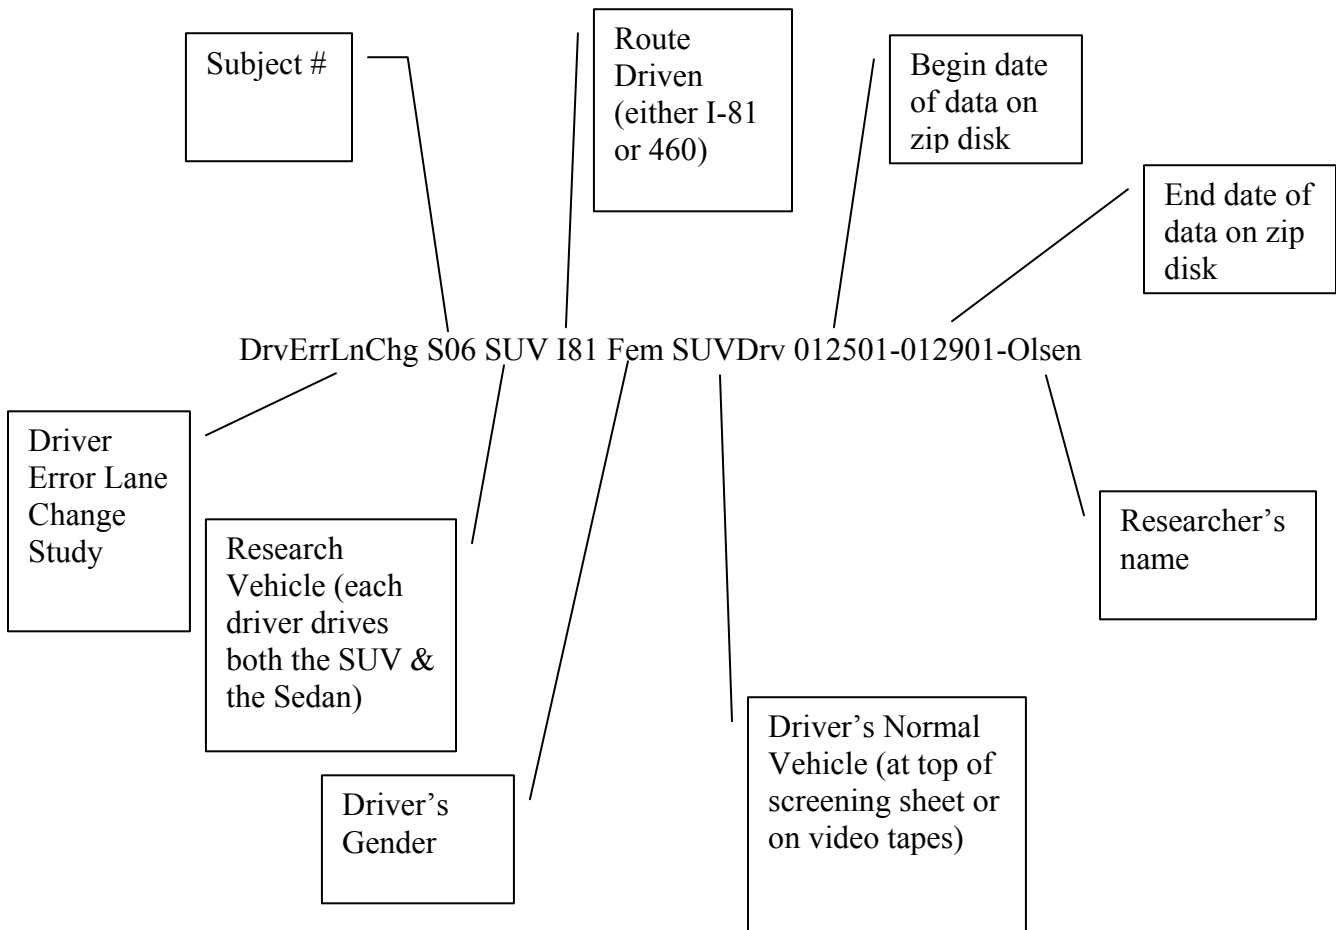 Subject #
Route
Driven
(either I-81
or 460)
Begin date
of data on
zip disk
End date of
data on zip
disk
DrvErrLnChg S06 SUV I81 Fem SUVDrv 012501-012901-Olsen
Driver
Error Lane
Change
Study
Research
Vehicle (each
driver drives
both the SUV &
the Sedan)
Driver’s
Gender
Driver’s Normal
Vehicle (at top of
screening sheet or
on video tapes)
Researcher’s
name